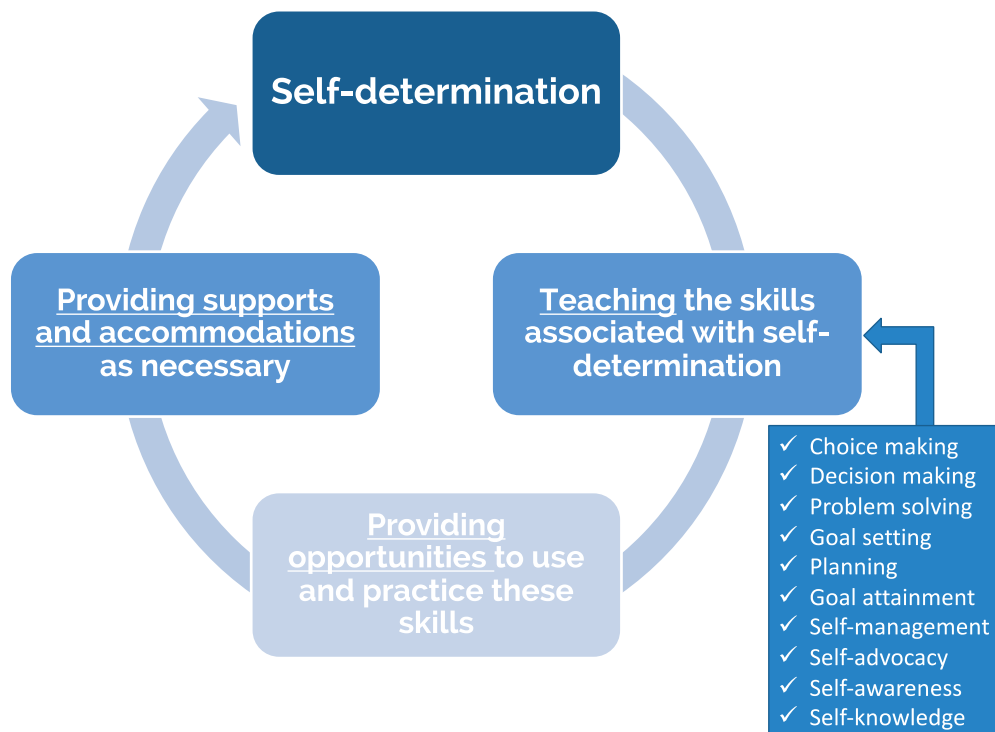 Self-determination
Providing supports
and accommodations
as necessary
Teaching the skills
associated with self-
determination
Providing
opportunities to use
and practice these
skills
✓ Choice making
✓ Decision making
✓ Problem solving
✓ Goal setting
✓ Planning
✓ Goal attainment
✓ Self-management
✓ Self-advocacy
✓ Self-awareness
✓ Self-knowledge